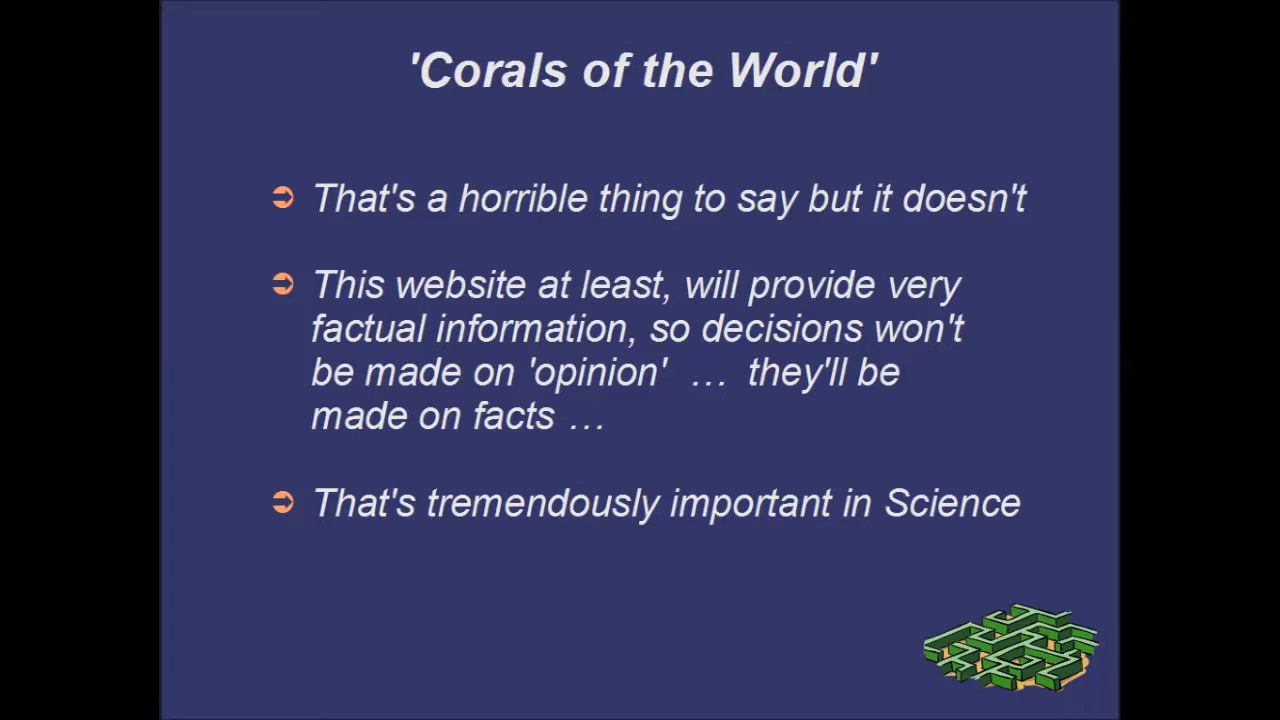 'Corals of the World'
That's a horrible thing to say but it doesn't
This website at least, will provide very
factual information, so decisions won't
be made on 'opinion' … they'll be
made on facts …
That's tremendously important in Science